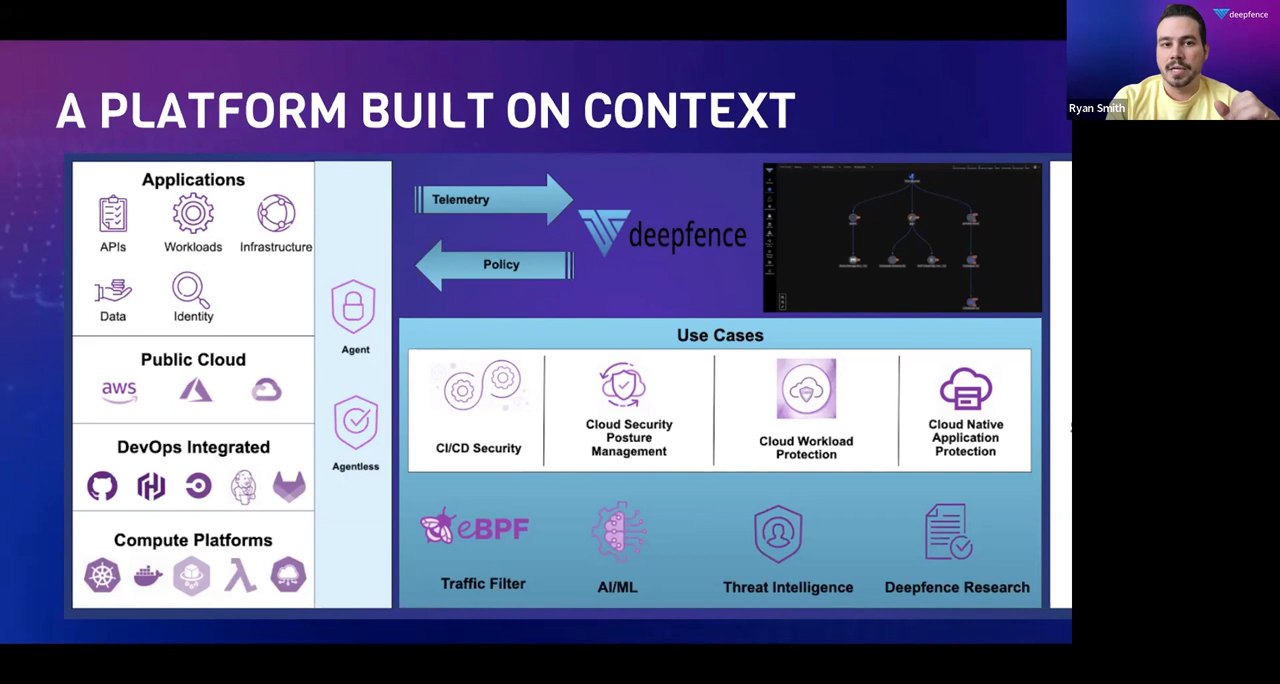 A PLATFORM BUILT ON CONTEXT
deepfence
Ryan Smith
Applications
APIs
Workloads
Infrastructure
Data
Identity
Public Cloud
aws
DevOps Integrated
Compute Platforms
Agent
Agentless
Telemetry
Policy
deepfence
Use Cases
CI/CD Security
Cloud Security
Posture
Management
Cloud Workload
Protection
Cloud Native
Application
Protection
eBPF
Traffic Filter
AI/ML
Threat Intelligence
Deepfence Research